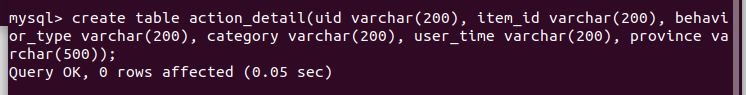 mysql> create table action_detail(uid varchar(200), item_id varchar(200), behavi
or_type varchar(200), category varchar(200), user_time varchar(200), province va
rchar(500));
Query OK, 0 rows affected (0.05 sec)